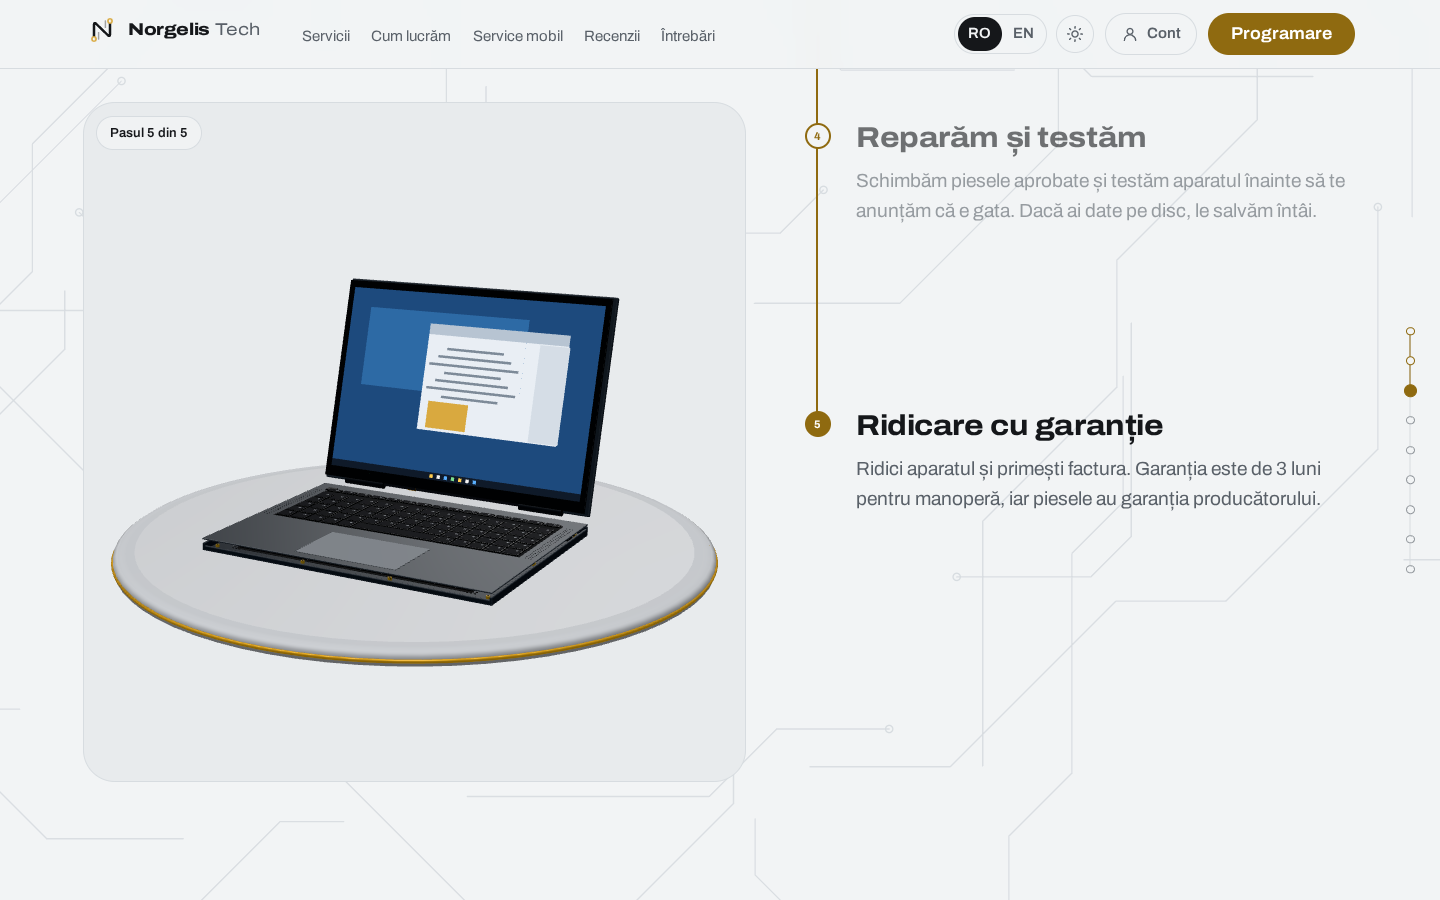 Norgelis Tech
Servicii
Cum lucrăm
Service mobil
Recenzii
Întrebări
RO
EN
Cont
Programare
Pasul 5 din 5
4
Reparăm și testăm
Schimbăm piesele aprobate și testăm aparatul înainte să te
anunțăm că e gata. Dacă ai date pe disc, le salvăm întâi.
5
Ridicare cu garanție
Ridici aparatul și primești factura. Garanția este de 3 luni
pentru manoperă, iar piesele au garanția producătorului.